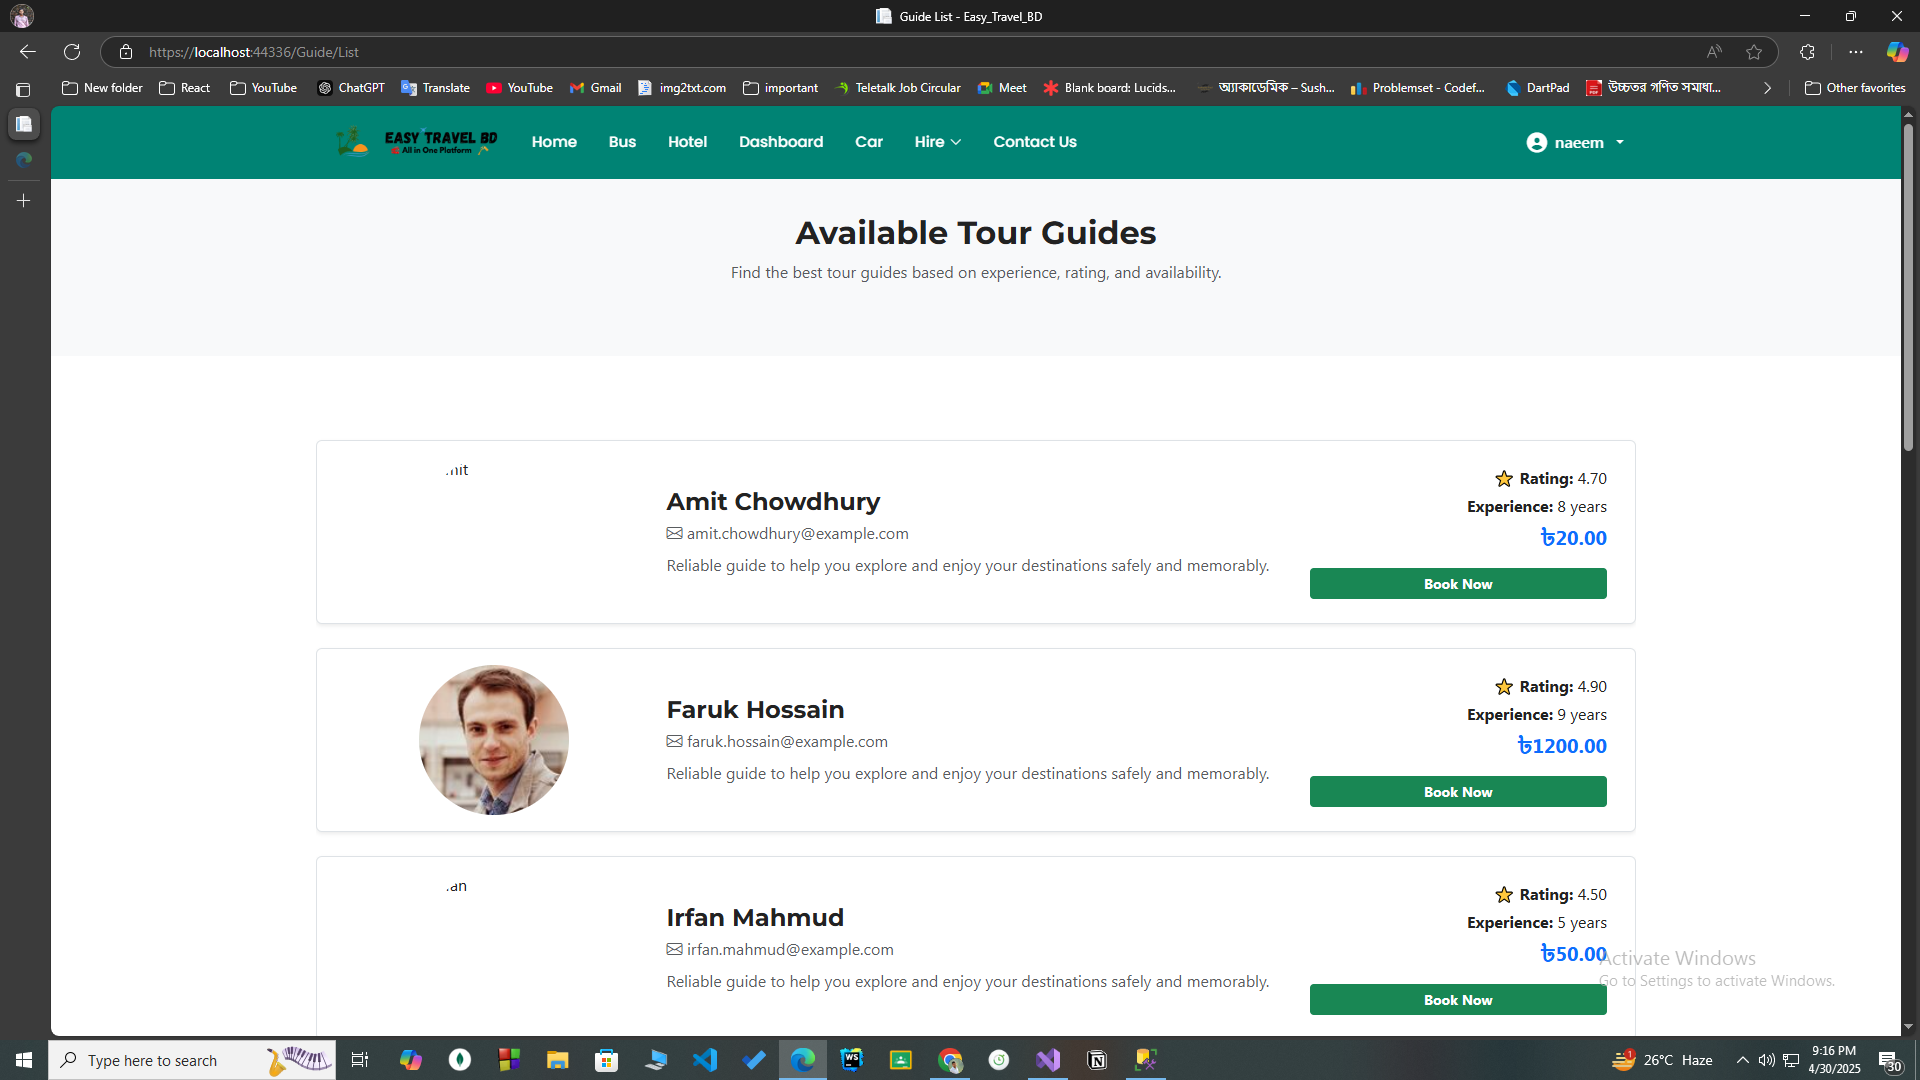 Guide List - Easy_Travel_BD
https://localhost:44336/Guide/List
New folder React YouTube ChatGPT Translate YouTube Gmail img2txt.com important Teletalk Job Circular Meet Blank board: Lucids... অ্যাকাডেমিক – Sush... Problemset - Codef... DartPad উচ্চতর গণিত সমাধা... Other favorites
EASY TRAVEL BD
All in One Platform
Home Bus Hotel Dashboard Car Hire Contact Us naeem
Available Tour Guides
Find the best tour guides based on experience, rating, and availability.
Amit Chowdhury
amit.chowdhury@example.com
Reliable guide to help you explore and enjoy your destinations safely and memorably.
Rating: 4.70
Experience: 8 years
৳20.00
Book Now
Faruk Hossain
faruk.hossain@example.com
Reliable guide to help you explore and enjoy your destinations safely and memorably.
Rating: 4.90
Experience: 9 years
৳1200.00
Book Now
Irfan Mahmud
irfan.mahmud@example.com
Reliable guide to help you explore and enjoy your destinations safely and memorably.
Rating: 4.50
Experience: 5 years
৳50.00
Book Now
Activate Windows
Go to Settings to activate Windows.
Type here to search
26°C Haze
9:16 PM
4/30/2025
30